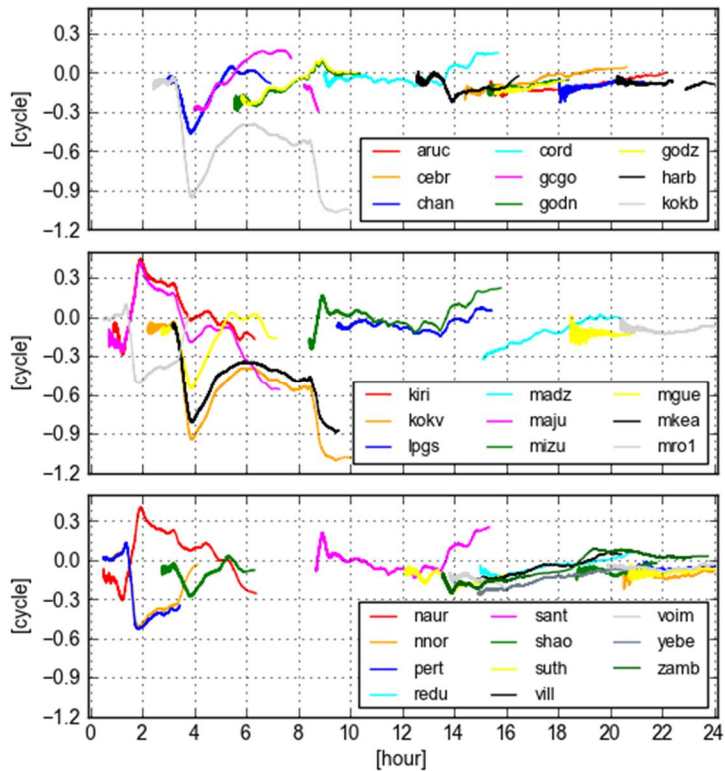 0.3
0.0
−0.3
−0.6
−0.9
−1.2
[cycle]
aruc cord godz
cebr gcgo harb
chan godn kokb
0.3
0.0
−0.3
−0.6
−0.9
−1.2
[cycle]
kiri madz mgue
kokv maju mkea
lpgs mizu mro1
0.3
0.0
−0.3
−0.6
−0.9
−1.2
[cycle]
naur sant voim
nnor shao yebe
pert suth zamb
redu vill
0 2 4 6 8 10 12 14 16 18 20 22 24
[hour]